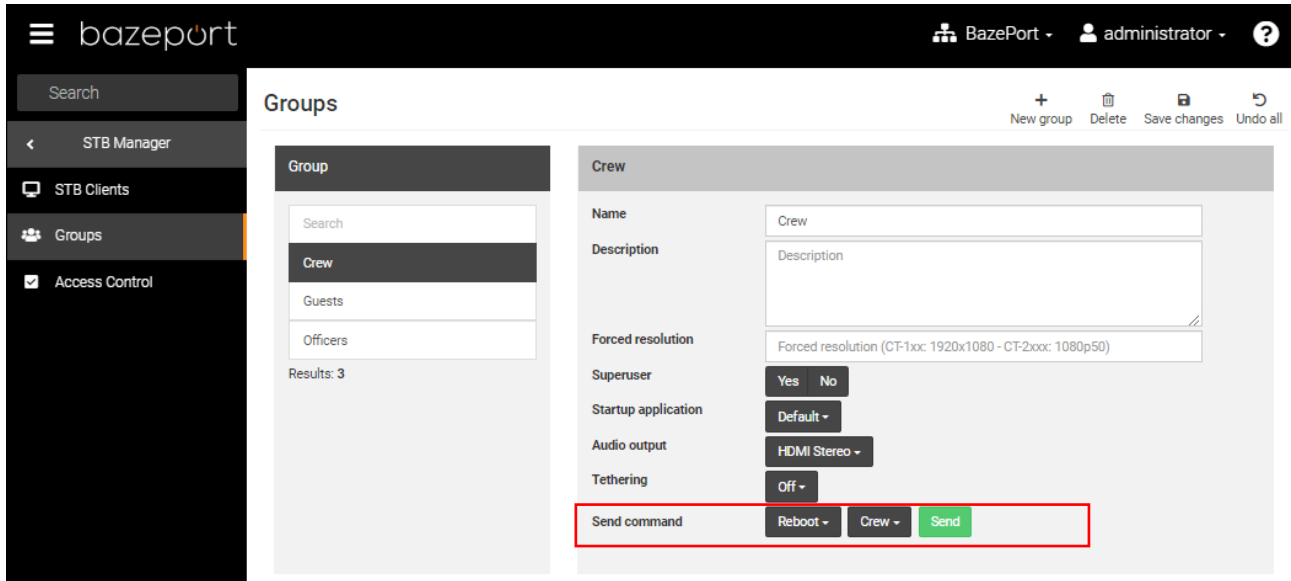 bazeport
BazePort
administrator
?
Search
STB Manager
STB Clients
Groups
Access Control
Groups
New group
Delete
Save changes
Undo all
Group
Search
Crew
Guests
Officers
Results: 3
Crew
Name
Crew
Description
Description
Forced resolution
Forced resolution (CT-1xx: 1920x1080 - CT-2xxx: 1080p50)
Superuser
Yes No
Startup application
Default
Audio output
HDMI Stereo
Tethering
Off
Send command
Reboot Crew Send